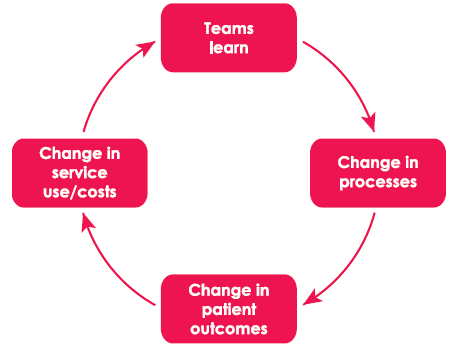 Teams
learn
Change in
processes
Change in
patient
outcomes
Change in
service
use/costs